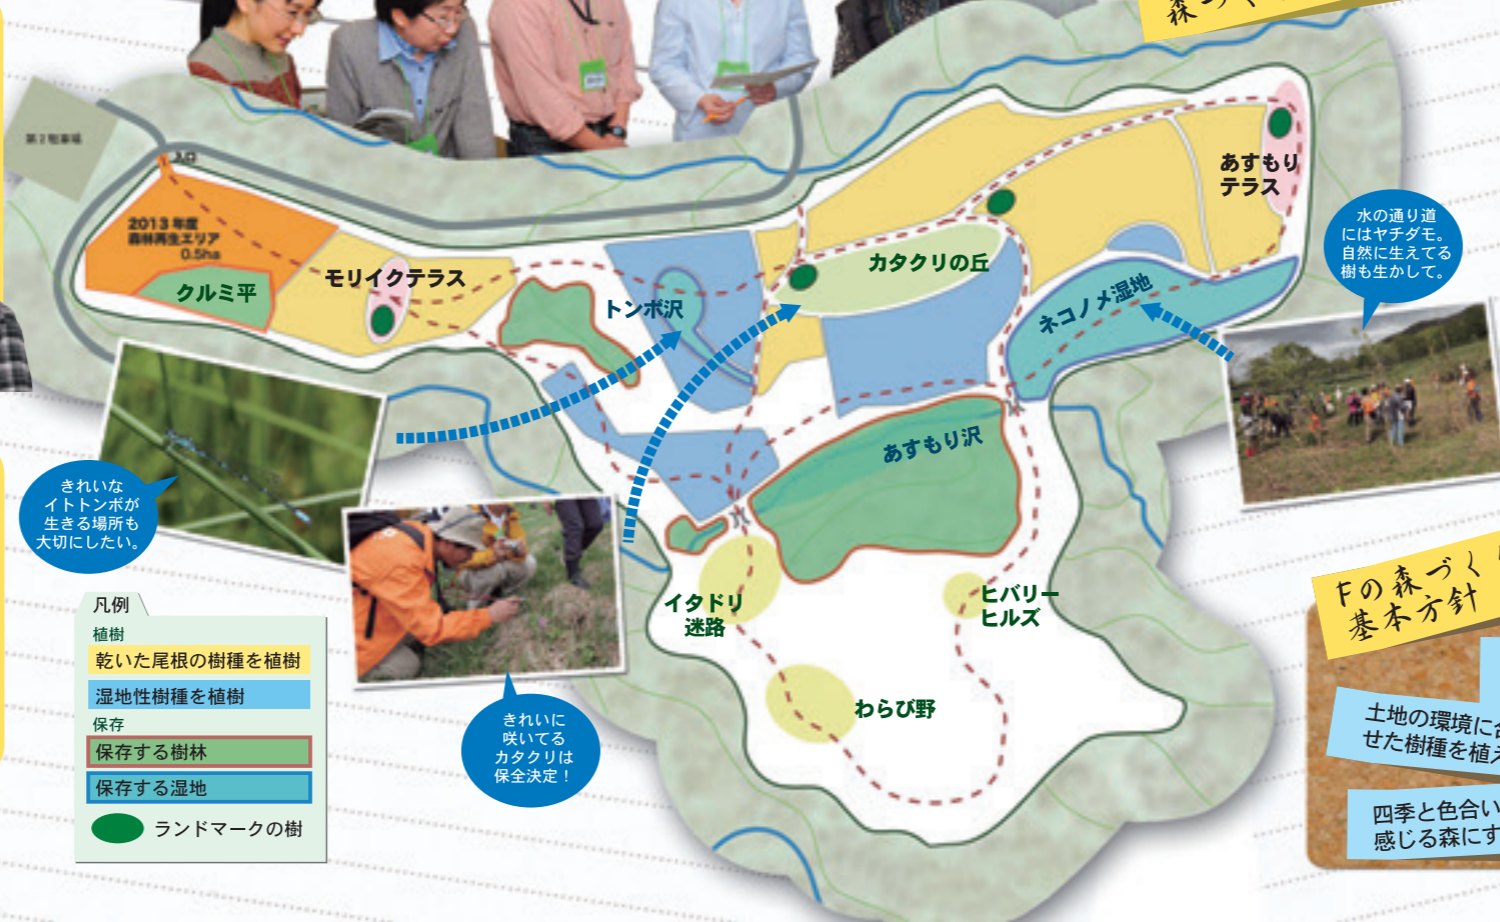 森づく
第2駐車場
入口
2013年度
森林再生エリア
0.5ha
クルミ平
モリイクテラス
トンボ沢
カタクリの丘
あすもり
テラス
ネコノメ湿地
水の通り道
にはヤチダモ。
自然に生えてる
樹も生かして。
あすもり沢
きれいな
イトトンボが
生きる場所も
大切にしたい。
イタドリ
迷路
ヒバリー
ヒルズ
わらび野
きれいに
咲いてる
カタクリは
保全決定！
凡例
植樹
乾いた尾根の樹種を植樹
湿地性樹種を植樹
保存
保存する樹林
保存する湿地
ランドマークの樹
Fの森づく
基本方針
土地の環境に合
せた樹種を植え
四季と色合い
感じる森にす